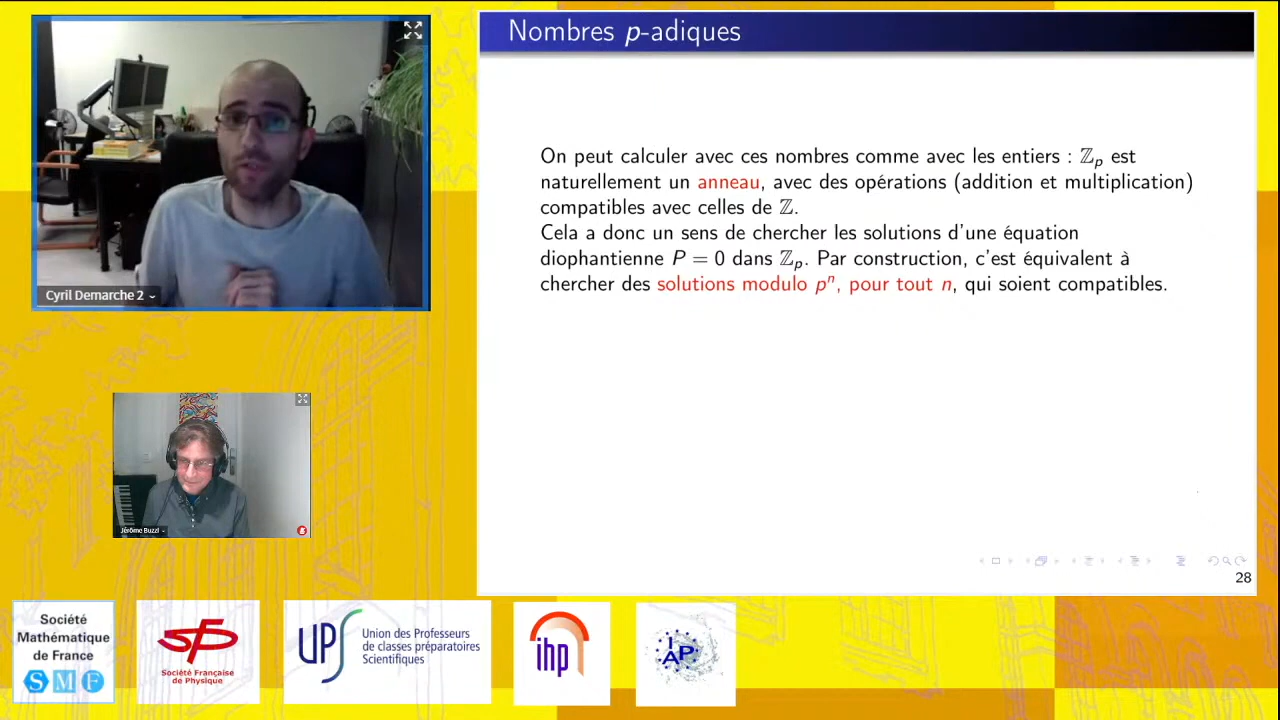 Nombres p-adiques
On peut calculer avec ces nombres comme avec les entiers : ℤₚ est
naturellement un anneau, avec des opérations (addition et multiplication)
compatibles avec celles de ℤ.
Cela a donc un sens de chercher les solutions d'une équation
diophantienne P = 0 dans ℤₚ. Par construction, c'est équivalent à
chercher des solutions modulo pⁿ, pour tout n, qui soient compatibles.
28
Cyril Demarche 2
Jérôme Buzzi
Société
Mathématique
de France
SMF
sfp
Société Française
de Physique
UPS
Union des Professeurs
de classes préparatoires
Scientifiques
ihp
IAP